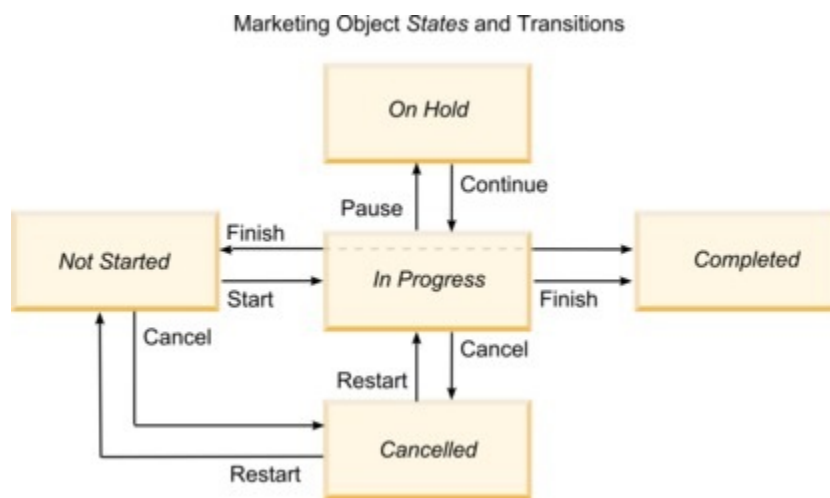 Marketing Object States and Transitions
On Hold
Pause
Continue
Not Started
Finish
Start
In Progress
Finish
Completed
Cancel
Restart
Cancel
Cancelled
Restart